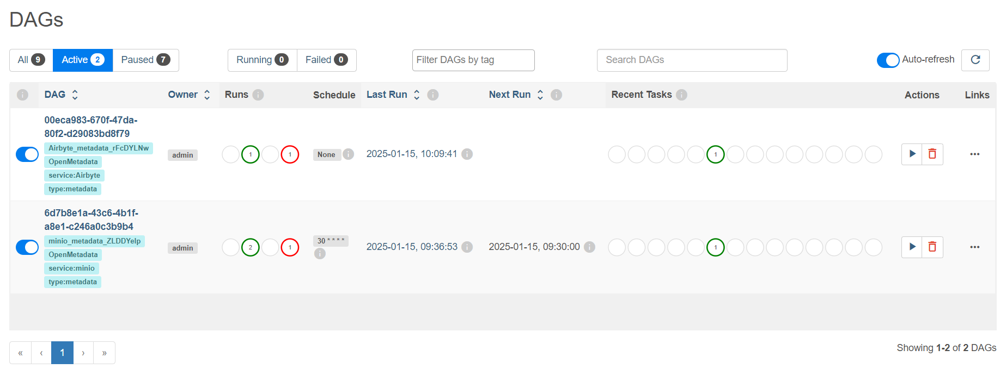 DAGs
All 9 Active 2 Paused 7 Running 0 Failed 0 Filter DAGs by tag Search DAGs Auto-refresh
i DAG Owner Runs i Schedule Last Run i Next Run i Recent Tasks i Actions Links
00eca983-670f-47da-
80f2-d29083bd8f79
Airbyte_metadata_rFcDYLNw
OpenMetadata
service:Airbyte
type:metadata
admin 1 1 None i 2025-01-15, 10:09:41 i 1 ...
6d7b8e1a-43c6-4b1f-
a8e1-c246a0c3b9b4
minio_metadata_ZLDDYelp
OpenMetadata
service:minio
type:metadata
admin 2 1 30 * * * * i 2025-01-15, 09:36:53 i 2025-01-15, 09:30:00 i 1 ...
« ‹ 1 › »
Showing 1-2 of 2 DAGs